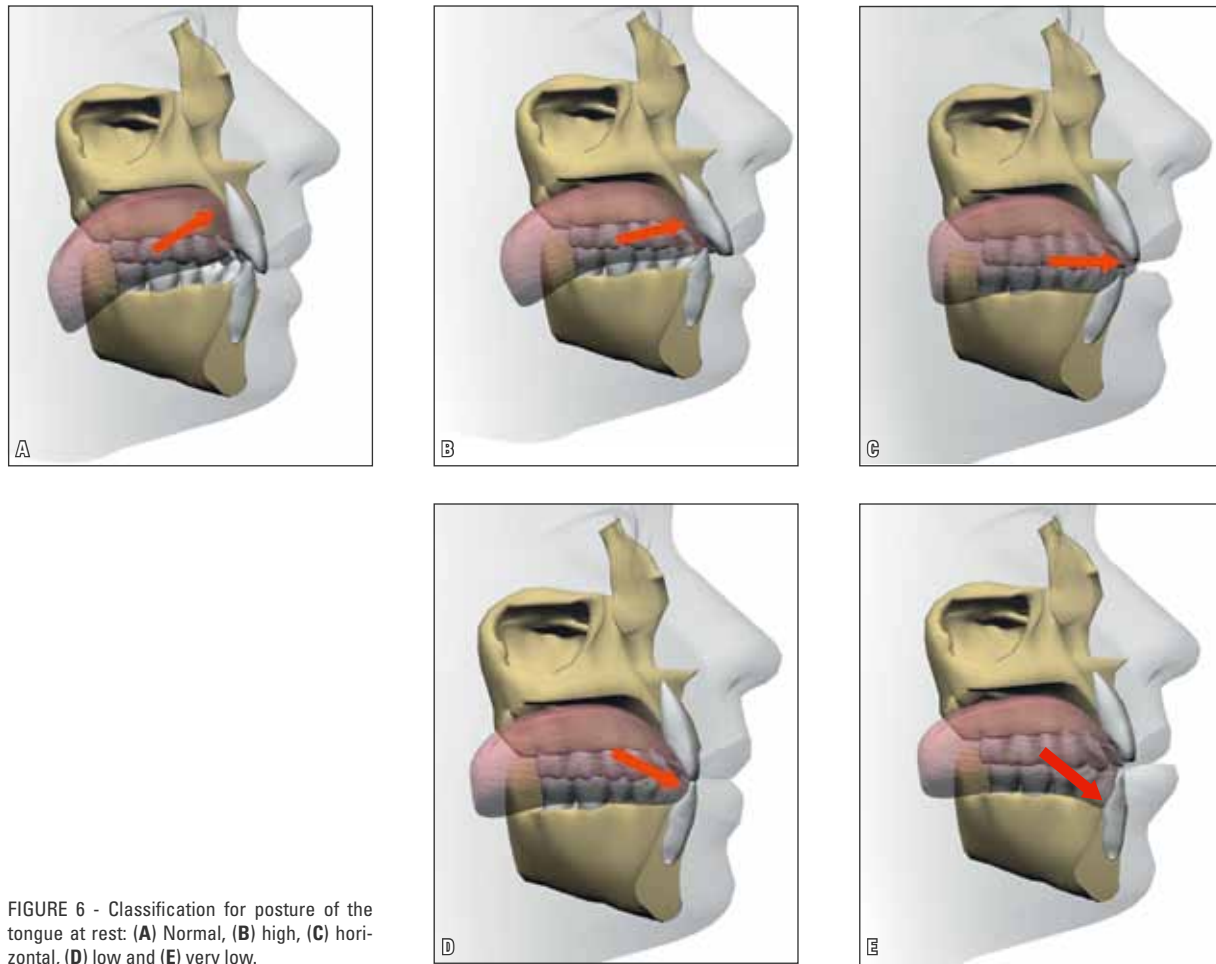 A
B
C
D
E
FIGURE 6 - Classification for posture of the
tongue at rest: (A) Normal, (B) high, (C) hori-
zontal, (D) low and (E) very low.